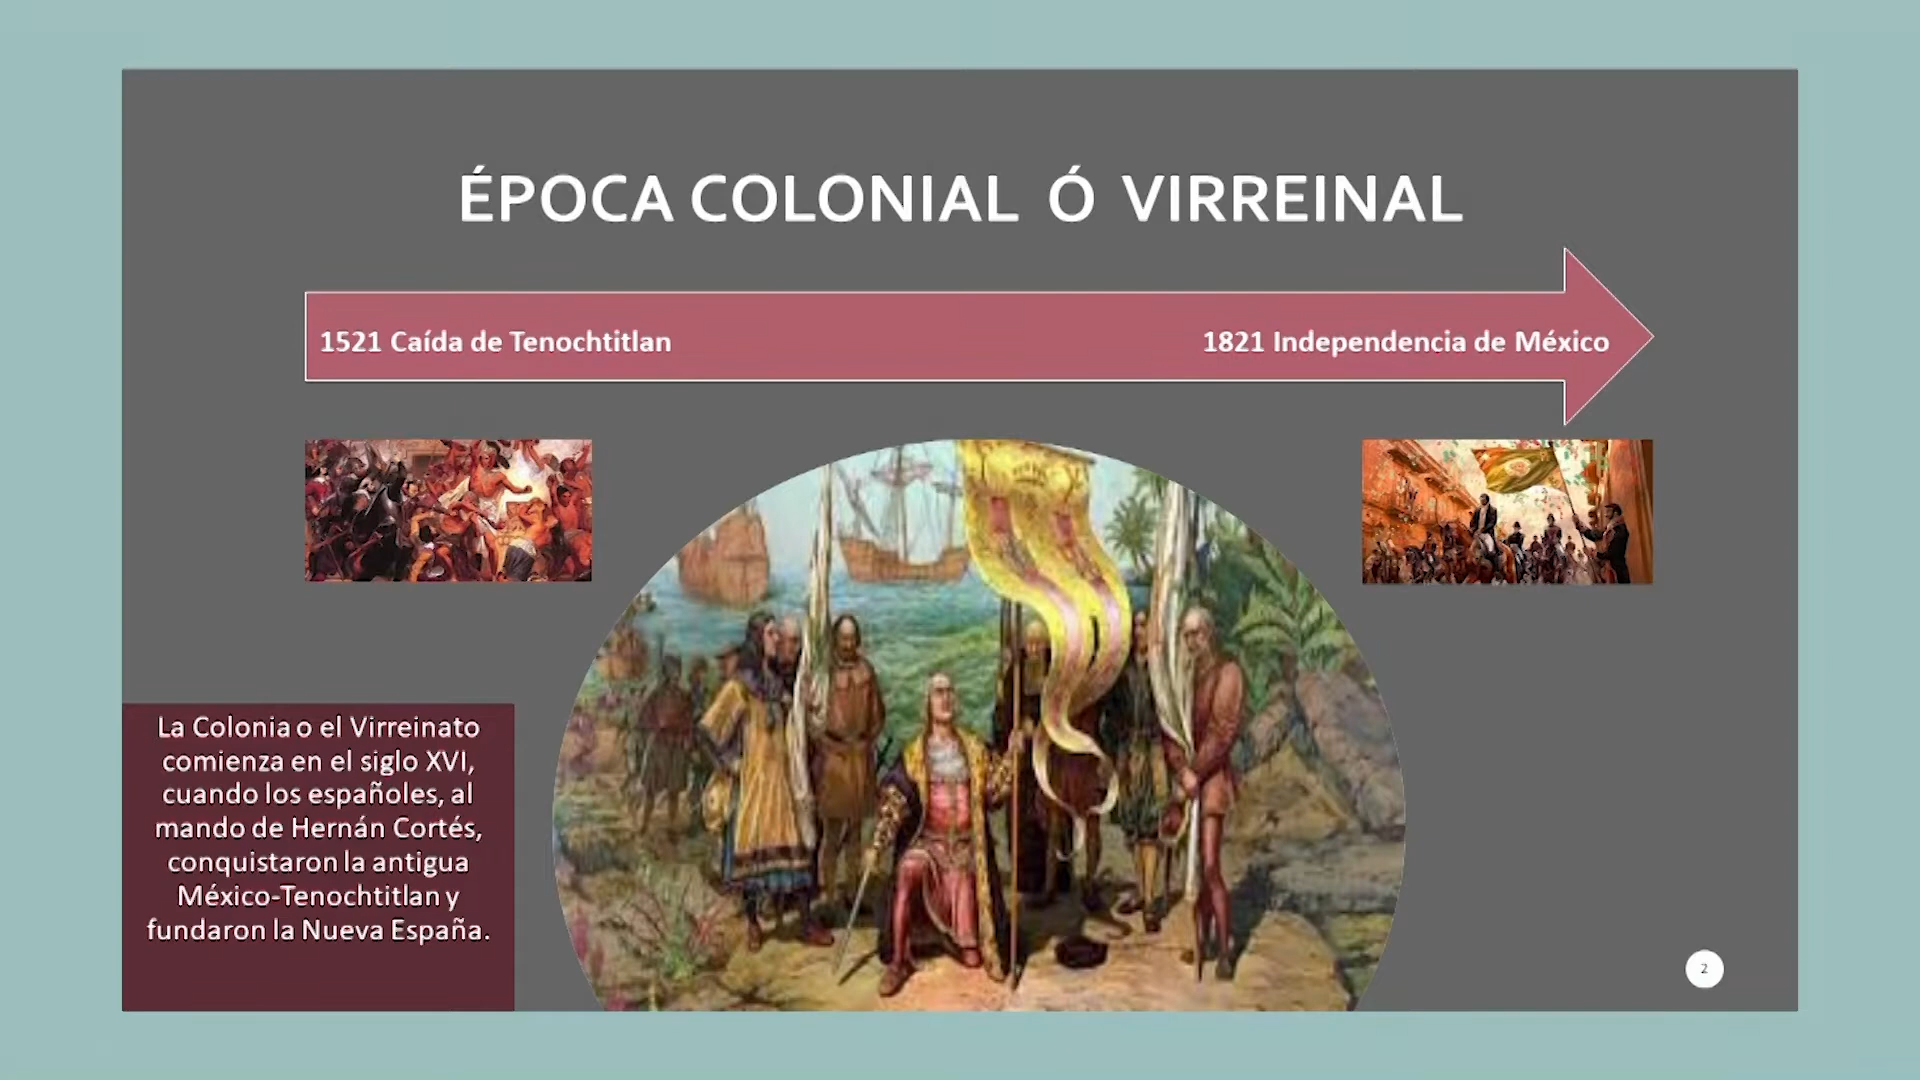 ÉPOCA COLONIAL Ó VIRREINAL
1521 Caída de Tenochtitlan
1821 Independencia de México
La Colonia o el Virreinato
comienza en el siglo XVI,
cuando los españoles, al
mando de Hernán Cortés,
conquistaron la antigua
México-Tenochtitlan y
fundaron la Nueva España.
2